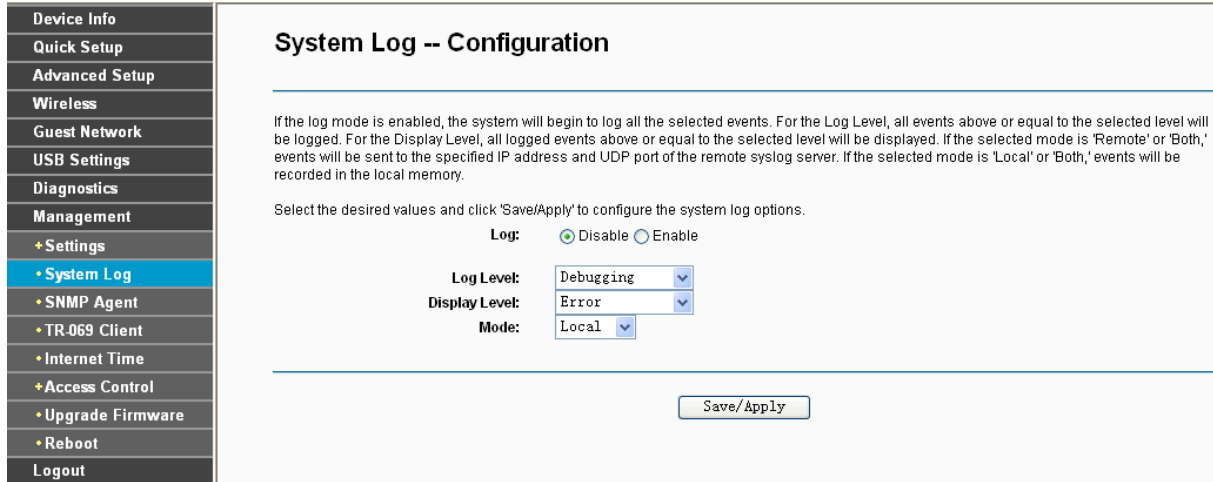 Device Info
Quick Setup
Advanced Setup
Wireless
Guest Network
USB Settings
Diagnostics
Management
+Settings
•System Log
•SNMP Agent
•TR-069 Client
•Internet Time
+Access Control
•Upgrade Firmware
•Reboot
Logout
System Log -- Configuration
If the log mode is enabled, the system will begin to log all the selected events. For the Log Level, all events above or equal to the selected level will
be logged. For the Display Level, all logged events above or equal to the selected level will be displayed. If the selected mode is 'Remote' or 'Both,'
events will be sent to the specified IP address and UDP port of the remote syslog server. If the selected mode is 'Local' or 'Both,' events will be
recorded in the local memory.
Select the desired values and click 'Save/Apply' to configure the system log options.
Log: Disable Enable
Log Level: Debugging
Display Level: Error
Mode: Local
Save/Apply